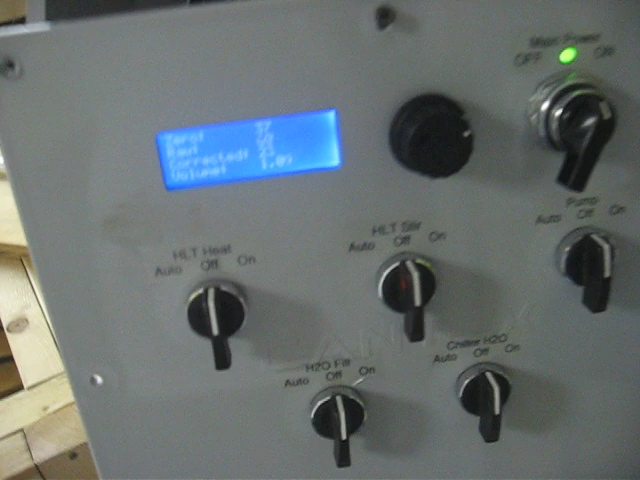 Main Power
OFF ON
Zero:
Raw:
Corrected:
Volume:
Pump
Auto Off On
HLT Stir
Auto Off On
HLT Heat
Auto Off On
Chiller H2O
Auto Off On
H2O Fill
Auto Off On